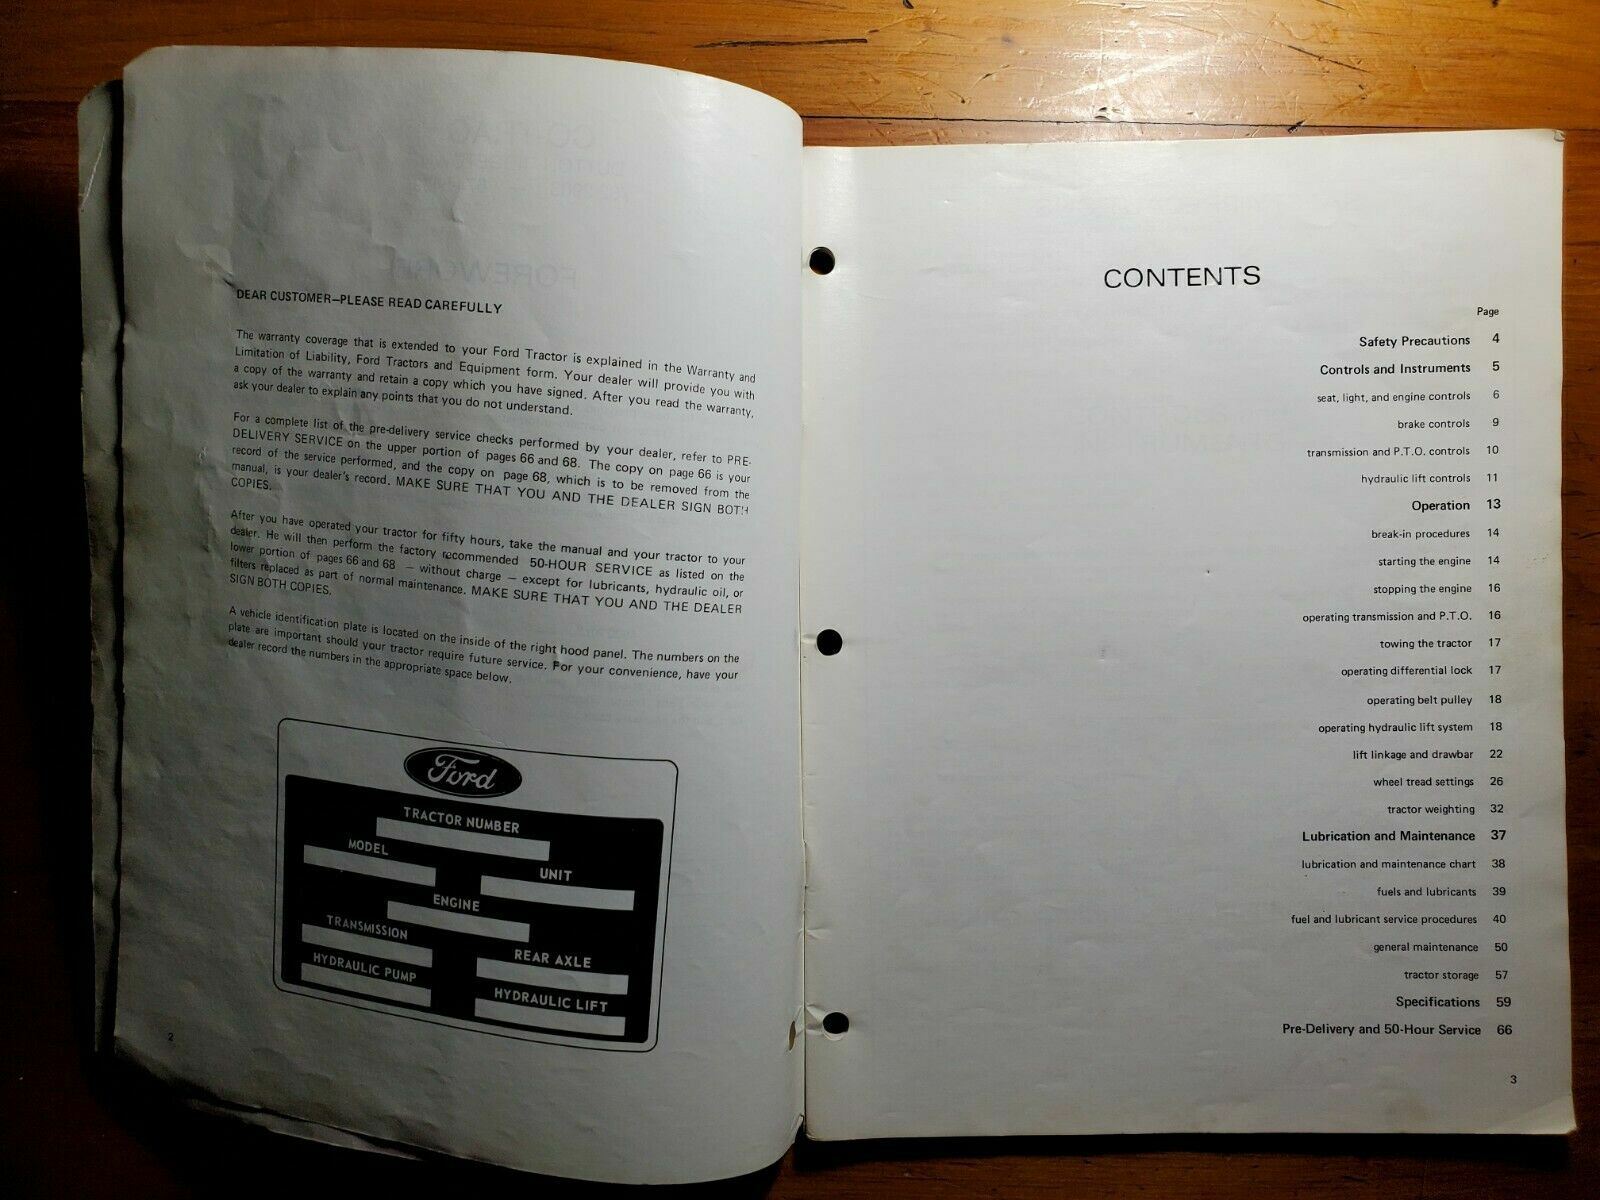 DEAR CUSTOMER—PLEASE READ CAREFULLY
The warranty coverage that is extended to your Ford Tractor is explained in the Warranty and
Limitation of Liability, Ford Tractors and Equipment form. Your dealer will provide you with
a copy of the warranty and retain a copy which you have signed. After you read the warranty,
ask your dealer to explain any points that you do not understand.
For a complete list of the pre-delivery service checks performed by your dealer, refer to PRE-
DELIVERY SERVICE on the upper portion of pages 66 and 68. The copy on page 66 is your
record of the service performed, and the copy on page 68, which is to be removed from the
manual, is your dealer's record. MAKE SURE THAT YOU AND THE DEALER SIGN BOTH
COPIES.
After you have operated your tractor for fifty hours, take the manual and your tractor to your
dealer. He will then perform the factory recommended 50-HOUR SERVICE as listed on the
lower portion of pages 66 and 68 — without charge — except for lubricants, hydraulic oil, or
filters replaced as part of normal maintenance. MAKE SURE THAT YOU AND THE DEALER
SIGN BOTH COPIES.
A vehicle identification plate is located on the inside of the right hood panel. The numbers on the
plate are important should your tractor require future service. For your convenience, have your
dealer record the numbers in the appropriate space below.
Ford
TRACTOR NUMBER
MODEL
UNIT
ENGINE
TRANSMISSION
REAR AXLE
HYDRAULIC PUMP
HYDRAULIC LIFT
2
CONTENTS
Page
Safety Precautions 4
Controls and Instruments 5
seat, light, and engine controls 6
brake controls 9
transmission and P.T.O. controls 10
hydraulic lift controls 11
Operation 13
break-in procedures 14
starting the engine 14
stopping the engine 16
operating transmission and P.T.O. 16
towing the tractor 17
operating differential lock 17
operating belt pulley 18
operating hydraulic lift system 18
lift linkage and drawbar 22
wheel tread settings 26
tractor weighting 32
Lubrication and Maintenance 37
lubrication and maintenance chart 38
fuels and lubricants 39
fuel and lubricant service procedures 40
general maintenance 50
tractor storage 57
Specifications 59
Pre-Delivery and 50-Hour Service 66
3